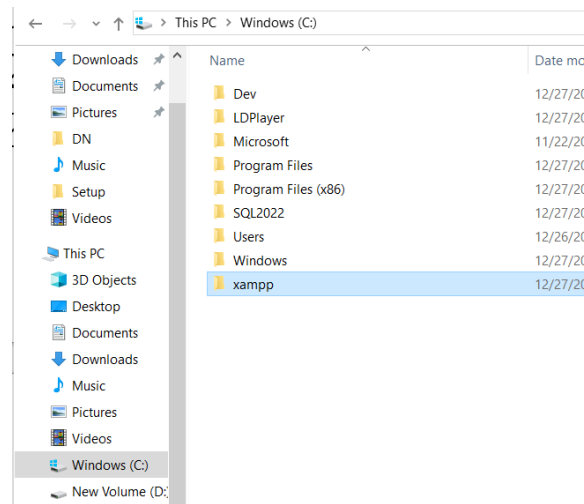 This PC > Windows (C:)
Downloads
Documents
Pictures
DN
Music
Setup
Videos
This PC
3D Objects
Desktop
Documents
Downloads
Music
Pictures
Videos
Windows (C:)
New Volume (D:)
Name Date mo
Dev 12/27/20
LDPlayer 12/27/20
Microsoft 11/22/20
Program Files 12/27/20
Program Files (x86) 12/27/20
SQL2022 12/27/20
Users 12/26/20
Windows 12/27/20
xampp 12/27/20